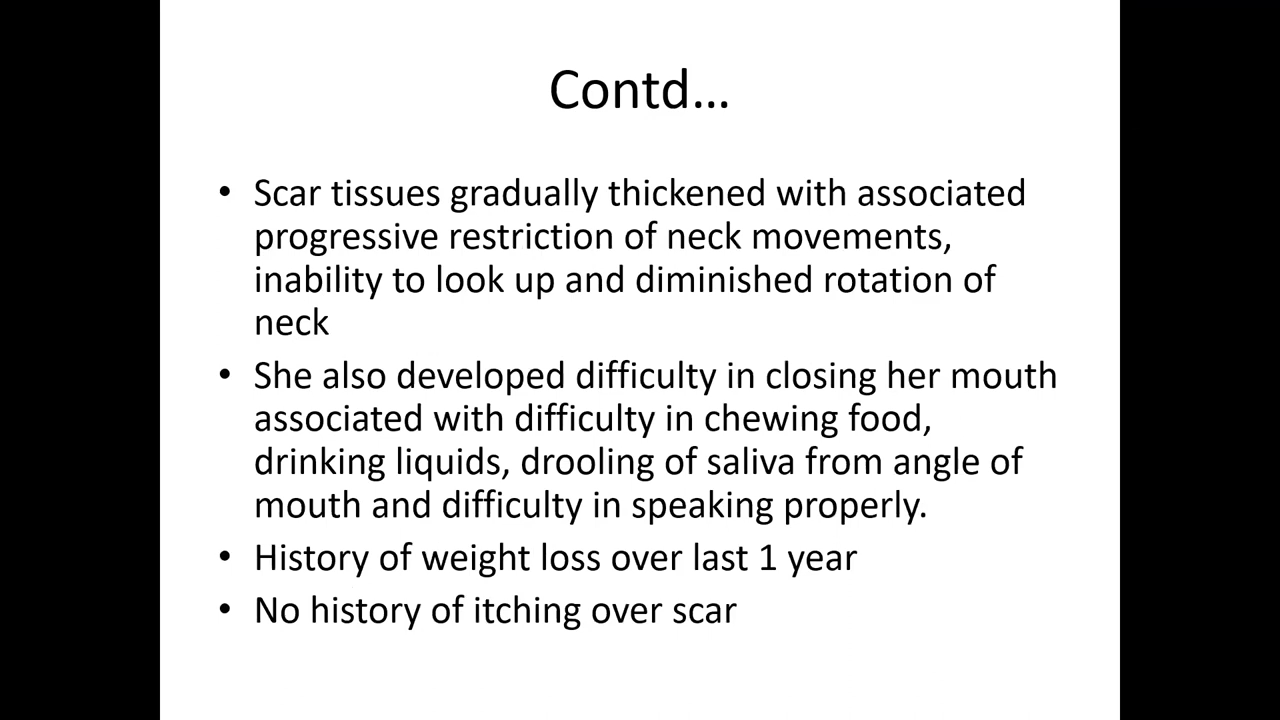 Contd...
• Scar tissues gradually thickened with associated
progressive restriction of neck movements,
inability to look up and diminished rotation of
neck
• She also developed difficulty in closing her mouth
associated with difficulty in chewing food,
drinking liquids, drooling of saliva from angle of
mouth and difficulty in speaking properly.
• History of weight loss over last 1 year
• No history of itching over scar